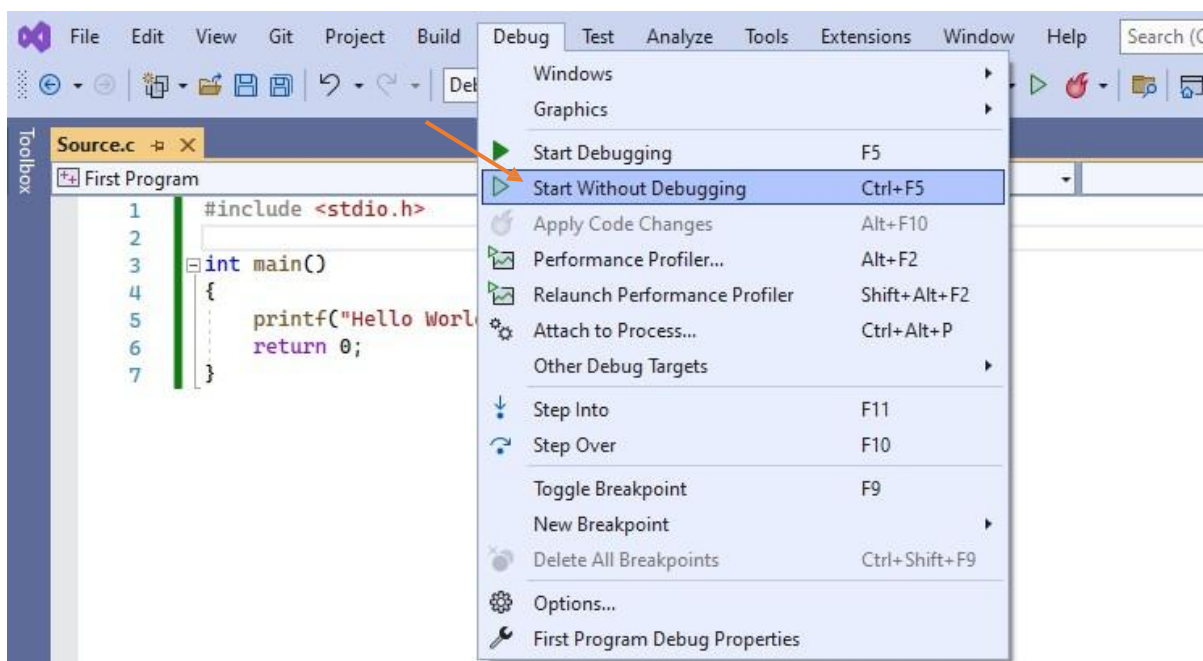 File Edit View Git Project Build Debug Test Analyze Tools Extensions Window Help Search (C
Deb
Toolbox
Source.c
First Program
1 #include <stdio.h>
2
3 int main()
4 {
5 printf("Hello Worl
6 return 0;
7 }
Windows
Graphics
Start Debugging F5
Start Without Debugging Ctrl+F5
Apply Code Changes Alt+F10
Performance Profiler... Alt+F2
Relaunch Performance Profiler Shift+Alt+F2
Attach to Process... Ctrl+Alt+P
Other Debug Targets
Step Into F11
Step Over F10
Toggle Breakpoint F9
New Breakpoint
Delete All Breakpoints Ctrl+Shift+F9
Options...
First Program Debug Properties